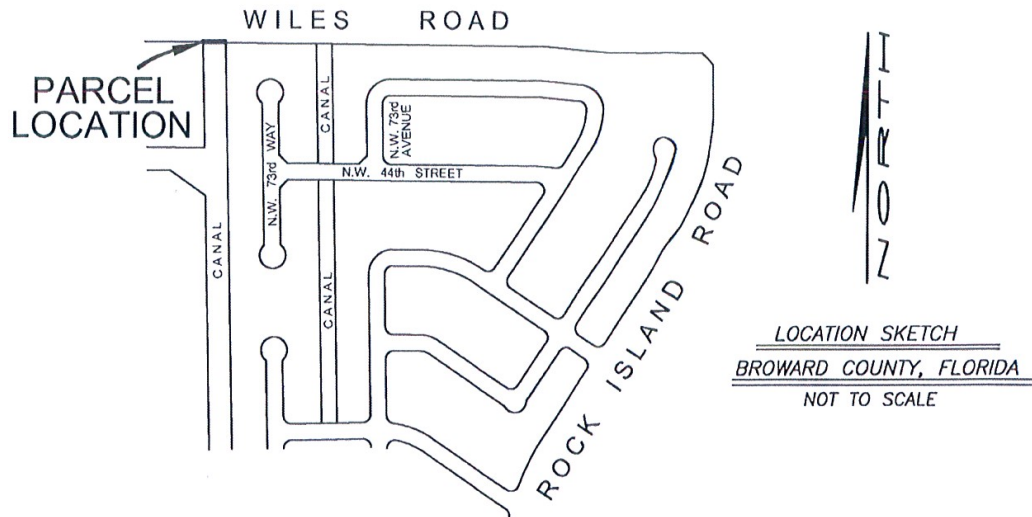 WILES ROAD
PARCEL
LOCATION
CANAL
N.W. 73rd WAY
CANAL
N.W. 73rd
AVENUE
N.W. 44th STREET
CANAL
CANAL
ROCK ISLAND ROAD
NORTH
LOCATION SKETCH
BROWARD COUNTY, FLORIDA
NOT TO SCALE